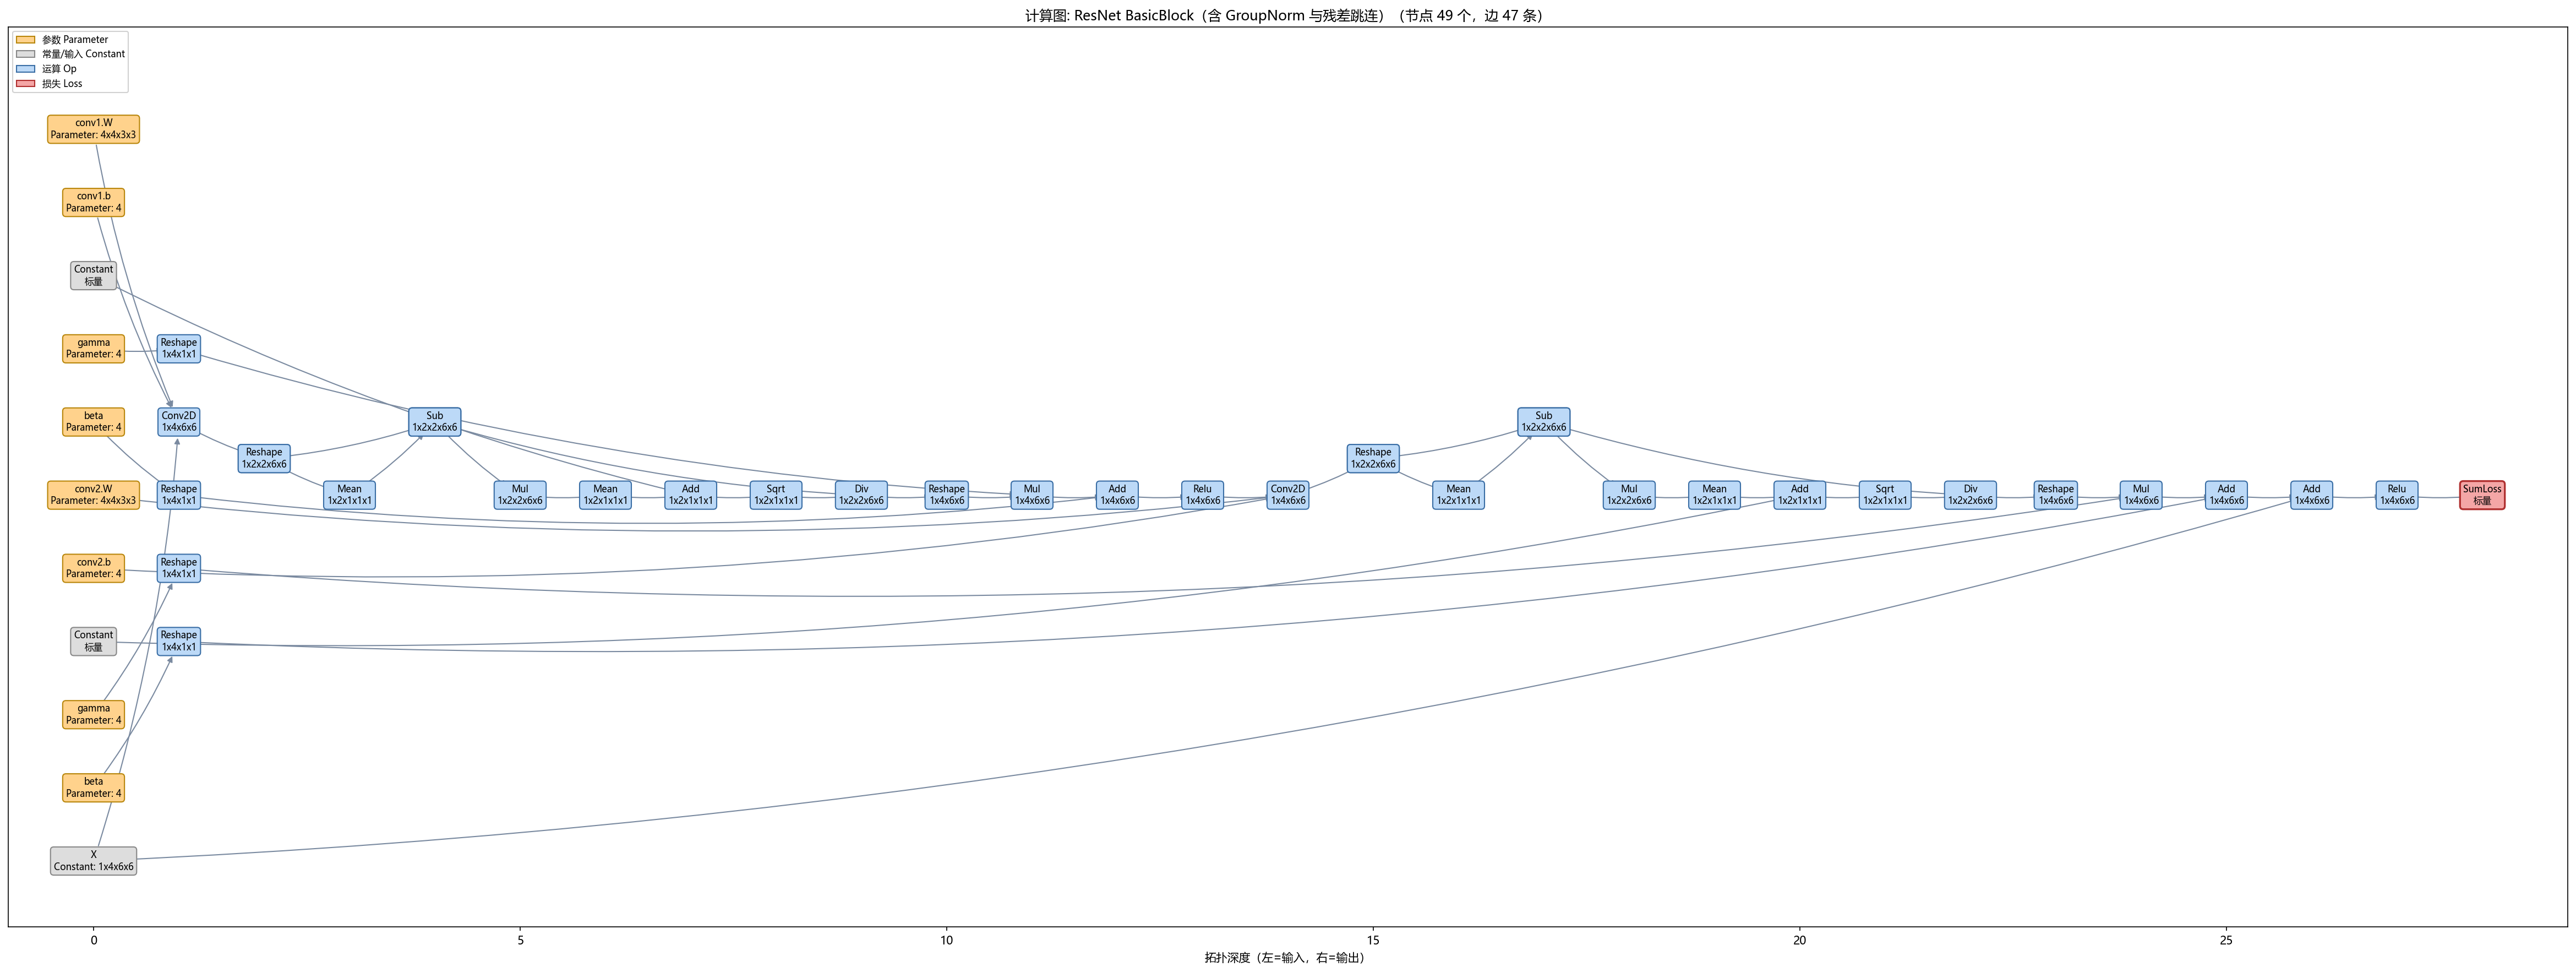 计算图: ResNet BasicBlock（含 GroupNorm 与残差跳连）（节点 49 个，边 47 条）
参数 Parameter
常量/输入 Constant
运算 Op
损失 Loss
conv1.W
Parameter: 4x4x3x3
conv1.b
Parameter: 4
Constant
标量
gamma
Parameter: 4
Reshape
1x4x1x1
beta
Parameter: 4
Conv2D
1x4x6x6
Sub
1x2x2x6x6
Sub
1x2x2x6x6
Reshape
1x2x2x6x6
Reshape
1x2x2x6x6
conv2.W
Parameter: 4x4x3x3
Reshape
1x4x1x1
Mean
1x2x1x1x1
Mul
1x2x2x6x6
Mean
1x2x1x1x1
Add
1x2x1x1x1
Sqrt
1x2x1x1x1
Div
1x2x2x6x6
Reshape
1x4x6x6
Mul
1x4x6x6
Add
1x4x6x6
Relu
1x4x6x6
Conv2D
1x4x6x6
Mean
1x2x1x1x1
Mul
1x2x2x6x6
Mean
1x2x1x1x1
Add
1x2x1x1x1
Sqrt
1x2x1x1x1
Div
1x2x2x6x6
Reshape
1x4x6x6
Mul
1x4x6x6
Add
1x4x6x6
Add
1x4x6x6
Relu
1x4x6x6
SumLoss
标量
conv2.b
Parameter: 4
Reshape
1x4x1x1
Constant
标量
Reshape
1x4x1x1
gamma
Parameter: 4
beta
Parameter: 4
X
Constant: 1x4x6x6
0
5
10
15
20
25
拓扑深度（左=输入，右=输出）